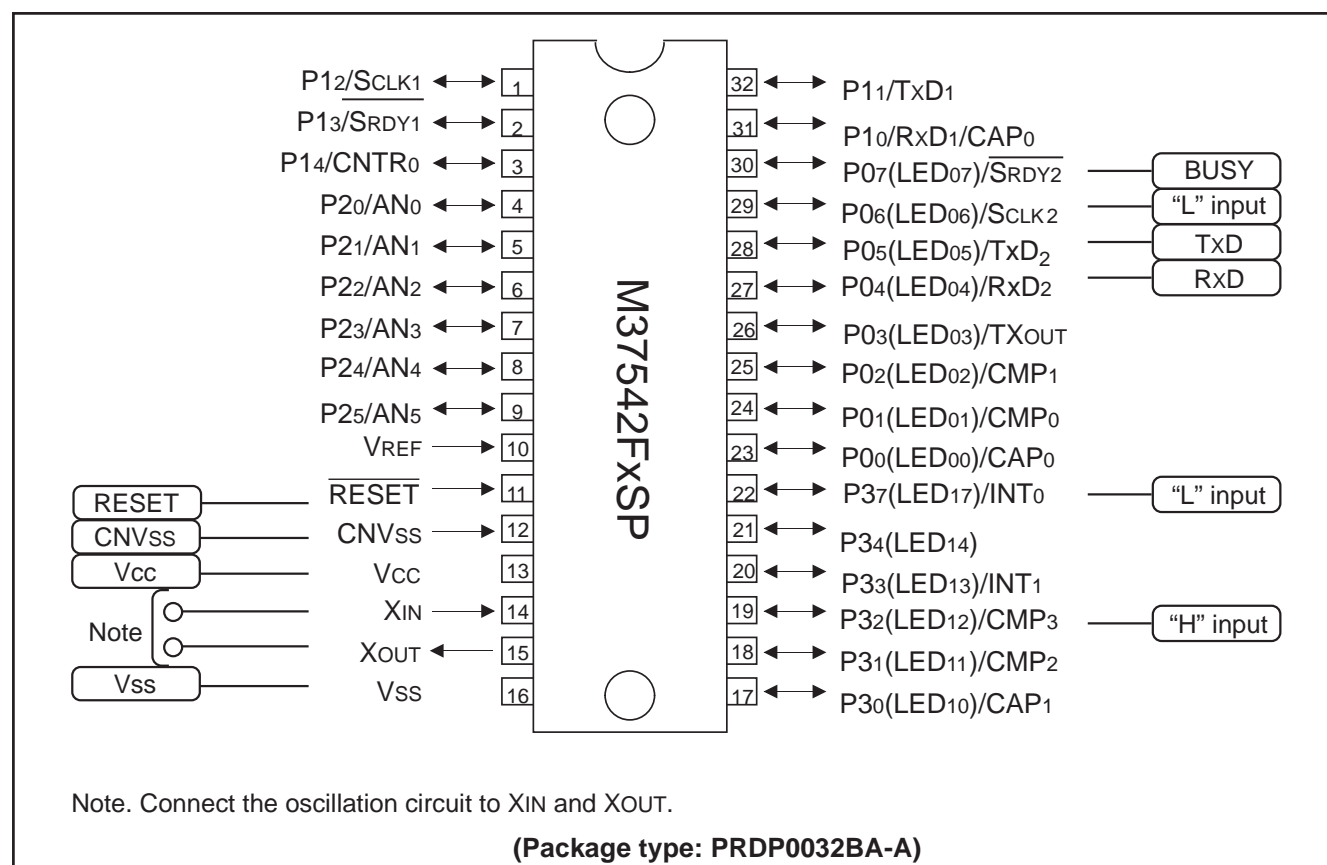 P12/SCLK1
P13/SRDY1
P14/CNTR0
P20/AN0
P21/AN1
P22/AN2
P23/AN3
P24/AN4
P25/AN5
VREF
RESET
CNVSS
VCC
XIN
XOUT
VSS
RESET
CNVSS
Vcc
Note
Vss
1
2
3
4
5
6
7
8
9
10
11
12
13
14
15
16
M37542FxSP
32
31
30
29
28
27
26
25
24
23
22
21
20
19
18
17
P11/TXD1
P10/RXD1/CAP0
P07(LED07)/SRDY2
P06(LED06)/SCLK2
P05(LED05)/TxD2
P04(LED04)/RxD2
P03(LED03)/TXOUT
P02(LED02)/CMP1
P01(LED01)/CMP0
P00(LED00)/CAP0
P37(LED17)/INT0
P34(LED14)
P33(LED13)/INT1
P32(LED12)/CMP3
P31(LED11)/CMP2
P30(LED10)/CAP1
BUSY
“L” input
TXD
RXD
“L” input
“H” input
Note. Connect the oscillation circuit to XIN and XOUT.
(Package type: PRDP0032BA-A)